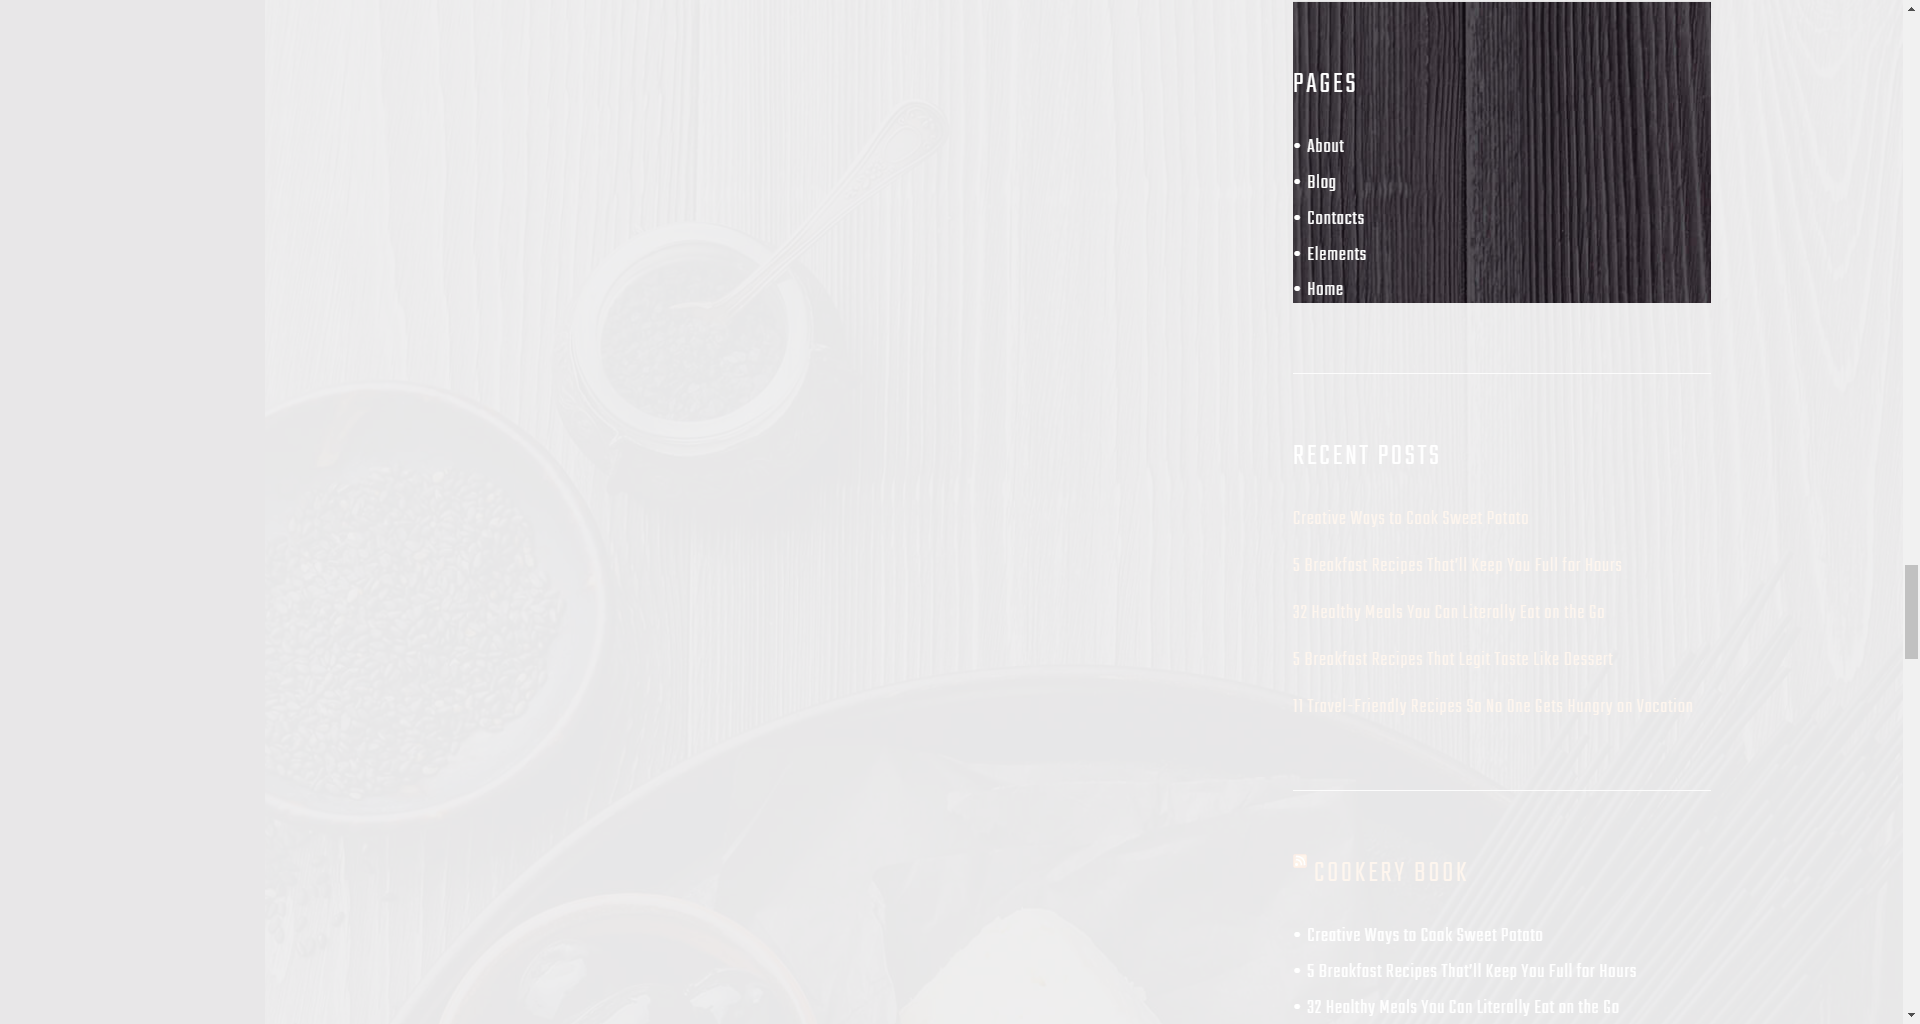 PAGES
• About
• Blog
• Contacts
• Elements
• Home
RECENT POSTS
Creative Ways to Cook Sweet Potato
5 Breakfast Recipes That'll Keep You Full for Hours
32 Healthy Meals You Can Literally Eat on the Go
5 Breakfast Recipes That Legit Taste Like Dessert
11 Travel-Friendly Recipes So No One Gets Hungry on Vacation
COOKERY BOOK
• Creative Ways to Cook Sweet Potato
• 5 Breakfast Recipes That'll Keep You Full for Hours
• 32 Healthy Meals You Can Literally Eat on the Go